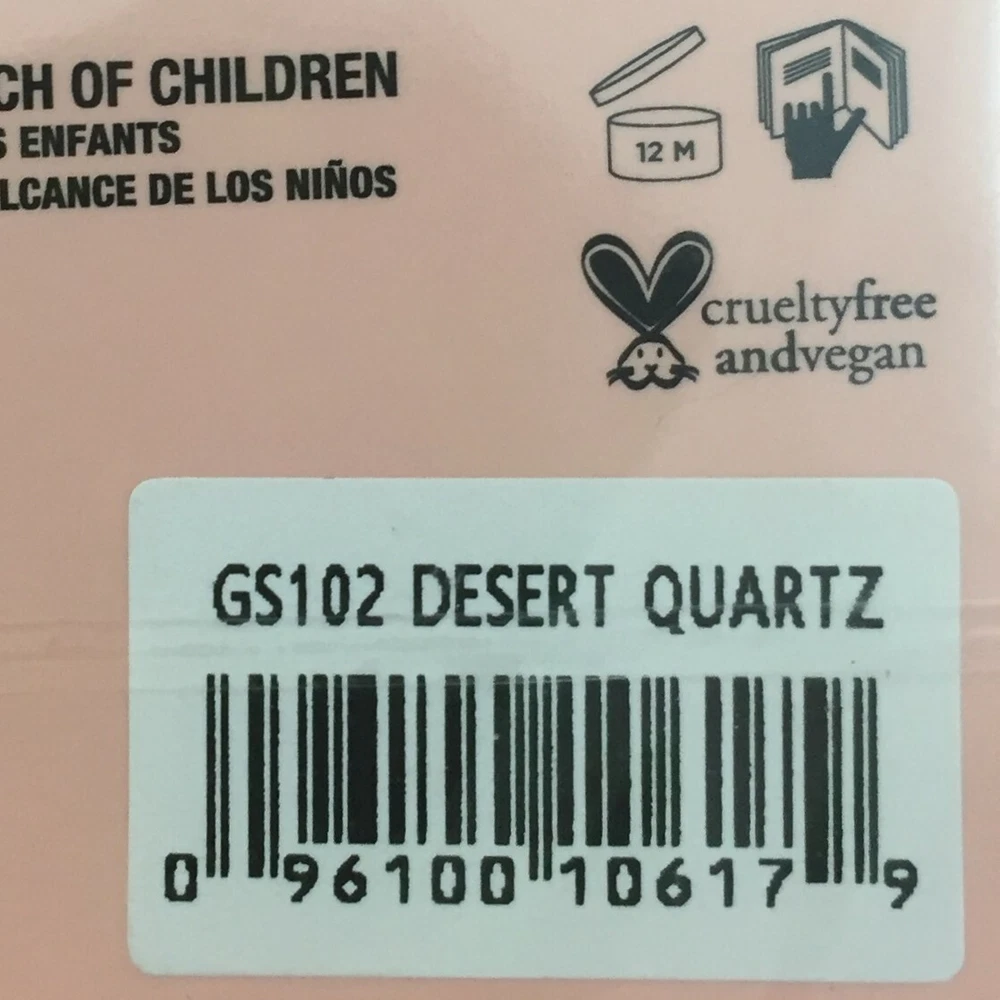 CH OF CHILDREN
S ENFANTS
LCANCE DE LOS NIÑOS
12 M
crueltyfree
andvegan
GS102 DESERT QUARTZ
0 96100 10617 9